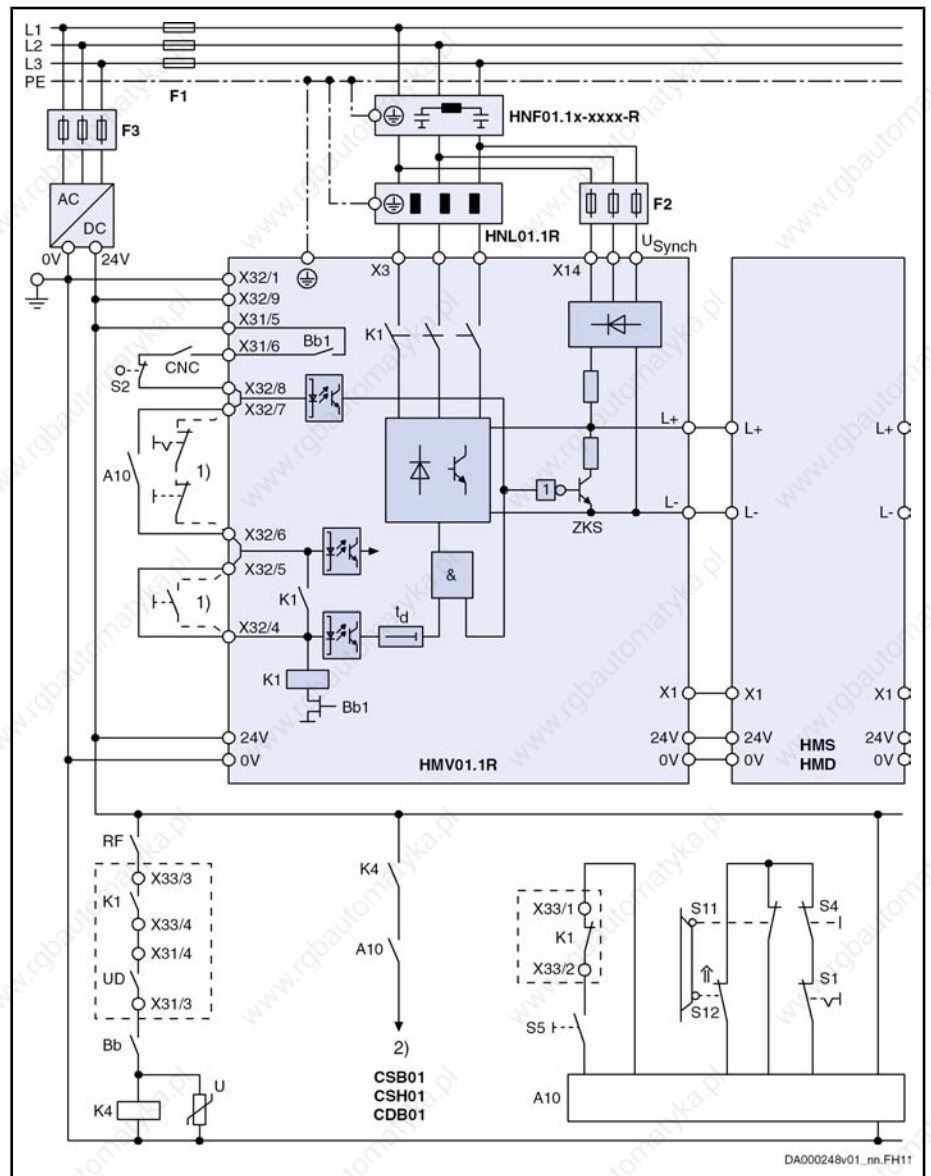 L1
L2
L3
PE
F1
F3
HNF01.1x-xxxx-R
AC
DC
F2
HNL01.1R
0V
24V
USynch
X3
X14
X32/1
X32/9
X31/5
X31/6
Bb1
K1
CNC
S2
X32/8
X32/7
L+
L+
L+
A10
1)
1
L-
L-
L-
ZKS
X32/6
X32/5
&
K1
1)
td
X32/4
K1
Bb1
X1
X1
24V
24V
24V
24V
0V
0V
0V
0V
HMV01.1R
HMS
HMD
RF
X33/3
K1
X33/4
X31/4
UD
X31/3
Bb
K4
U
K4
A10
2)
CSB01
CSH01
CDB01
X33/1
K1
X33/2
S5
S11
S12
S4
S1
A10
DA000248v01_nn.FH11
www.rgbautomatyka.pl